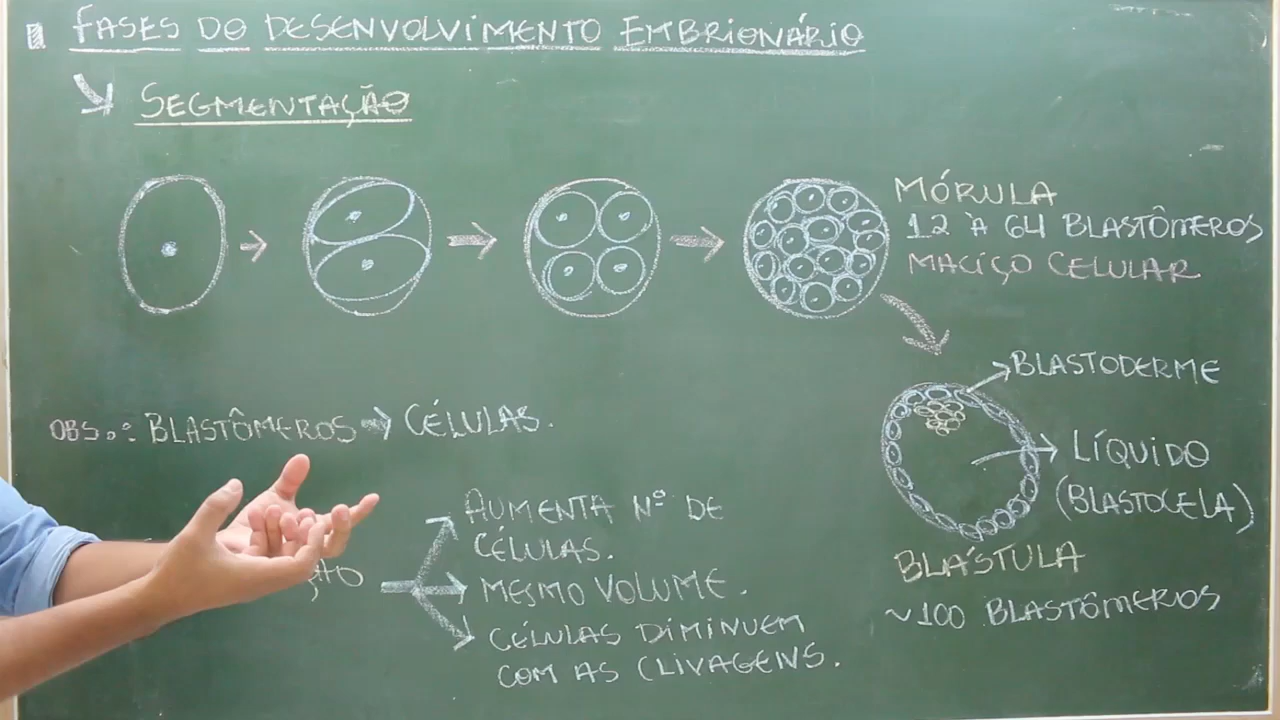 FASES DO DESENVOLVIMENTO EMBRIONÁRIO
SEGMENTAÇÃO
MÓRULA
12 À 64 BLASTÔMEROS
MACIÇO CELULAR
BLASTODERME
LÍQUIDO
(BLASTOCELA)
BLÁSTULA
~100 BLASTÔMERIOS
OBS.: BLASTÔMEROS → CÉLULAS.
AUMENTA Nº DE
CÉLULAS.
MESMO VOLUME.
CÉLULAS DIMINUEM
COM AS CLIVAGENS.